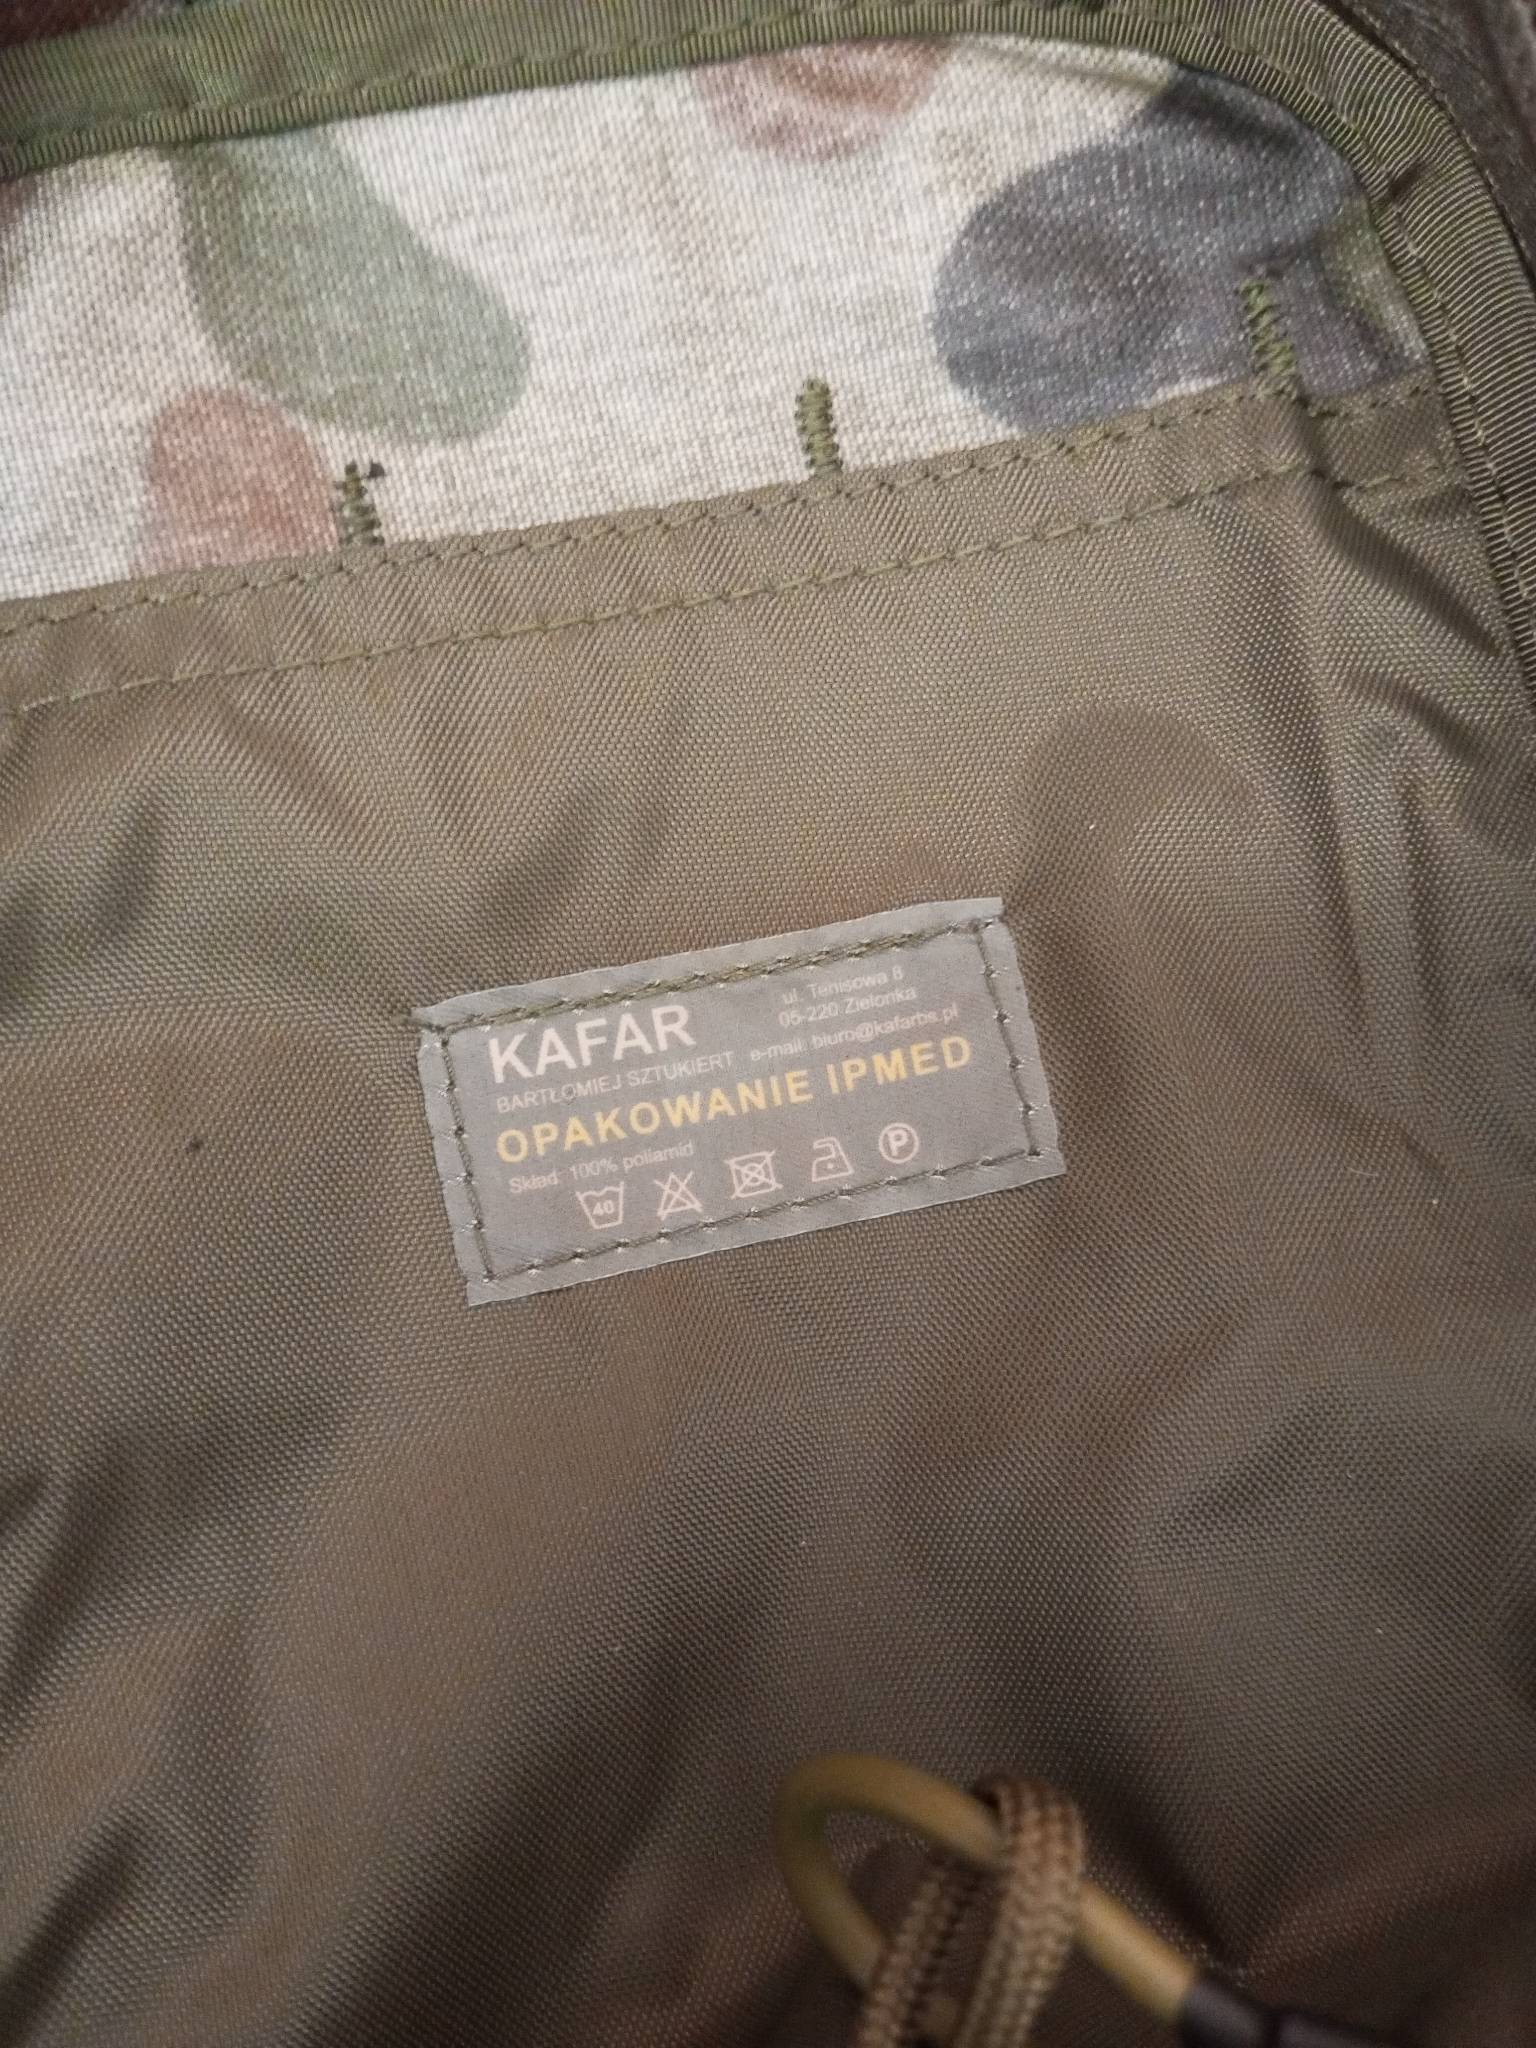 KAFAR
BARTŁOMIEJ SZTUKIERT
ul. Tenisowa 8
05-220 Zielonka
e-mail: biuro@kafarbs.pl
OPAKOWANIE IPMED
Skład: 100% poliamid
40
P